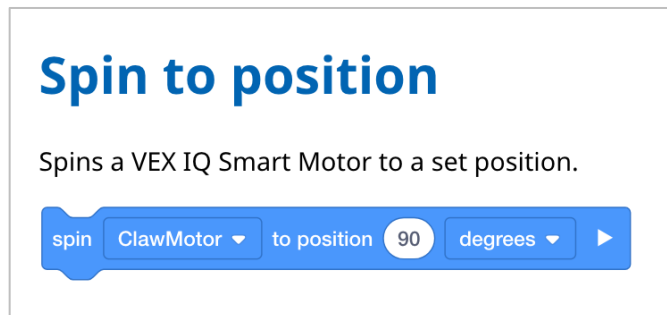 Spin to position
Spins a VEX IQ Smart Motor to a set position.
spin ClawMotor to position 90 degrees